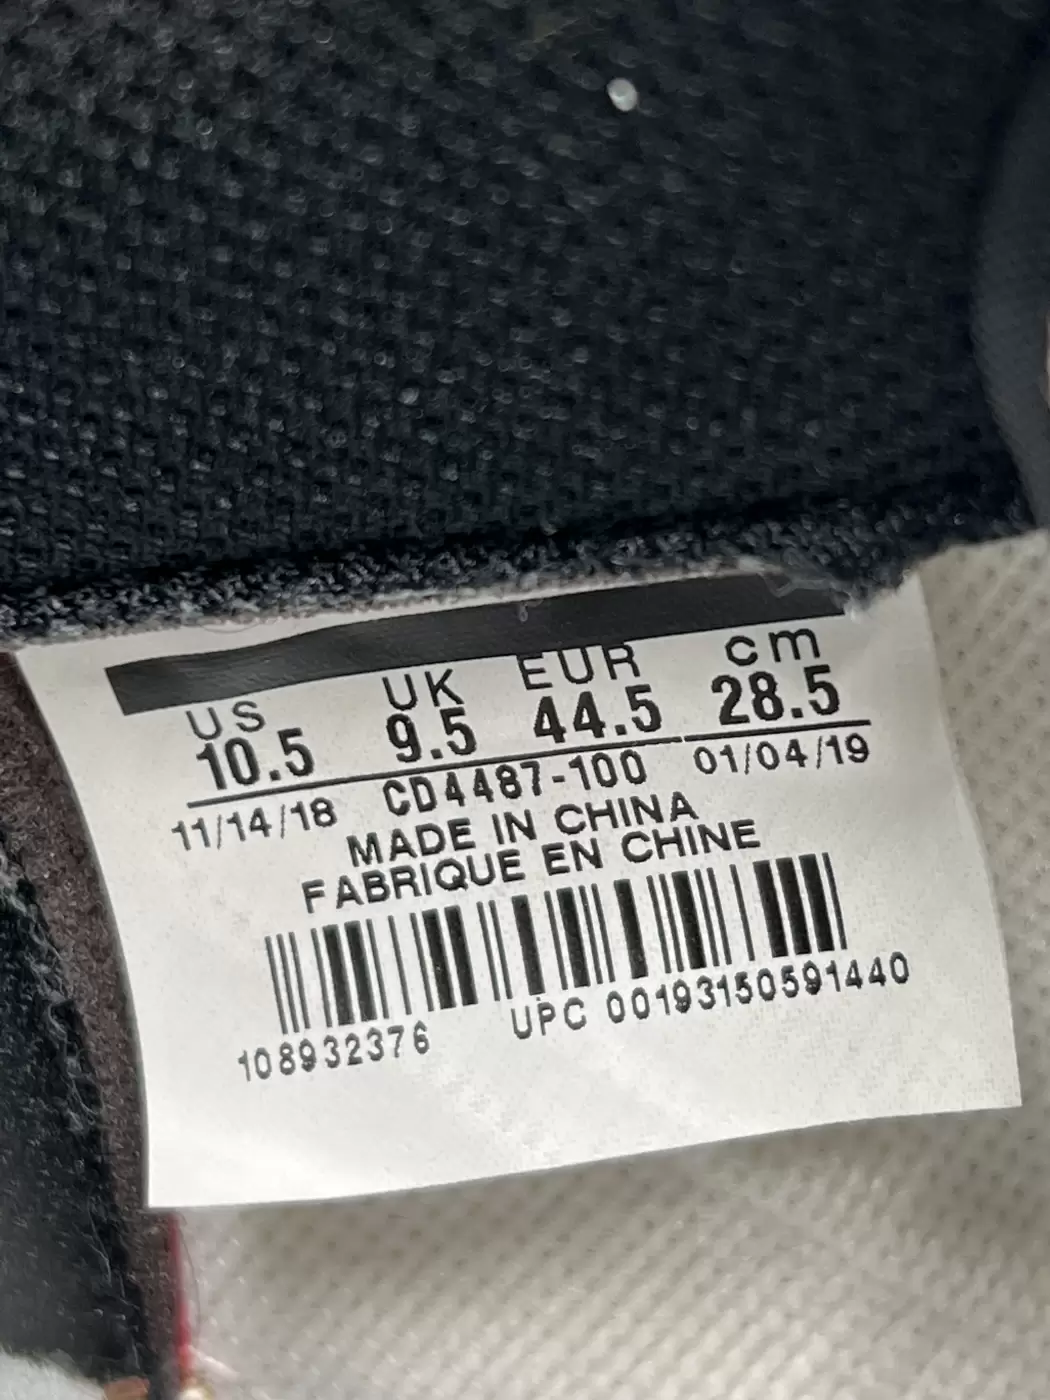 US UK EUR cm
10.5 9.5 44.5 28.5
11/14/18 CD4487-100 01/04/19
MADE IN CHINA
FABRIQUE EN CHINE
108932376 UPC 00193150591440